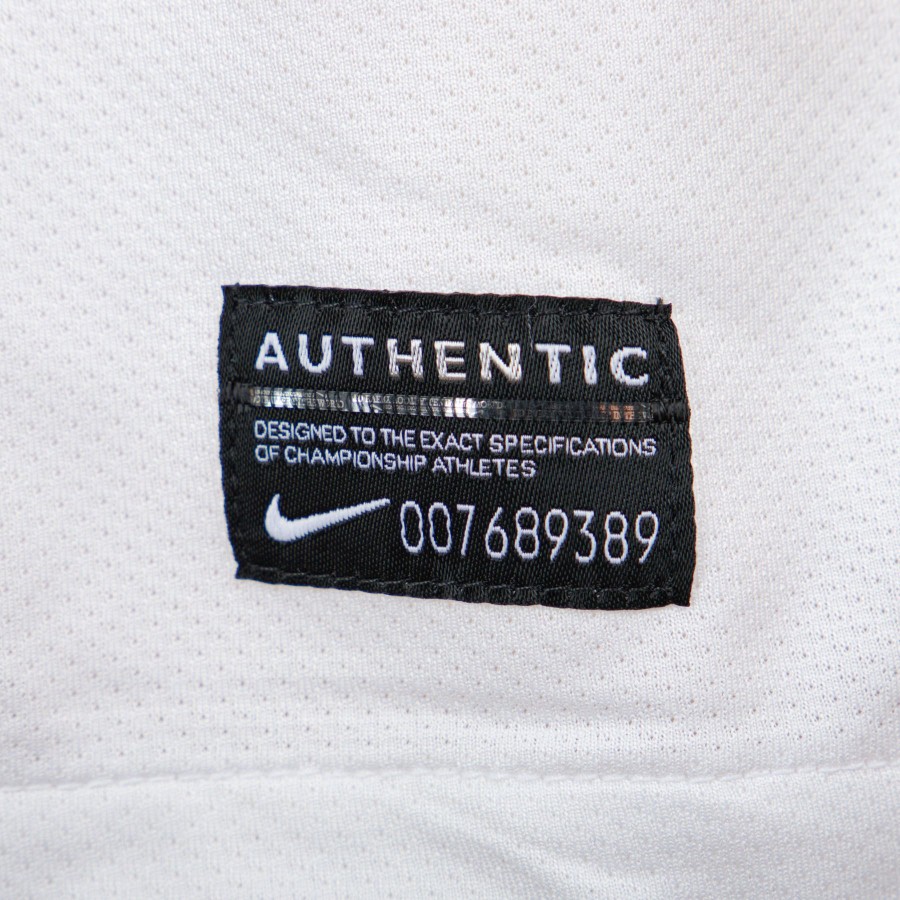 AUTHENTIC
DESIGNED TO THE EXACT SPECIFICATIONS
OF CHAMPIONSHIP ATHLETES
007689389